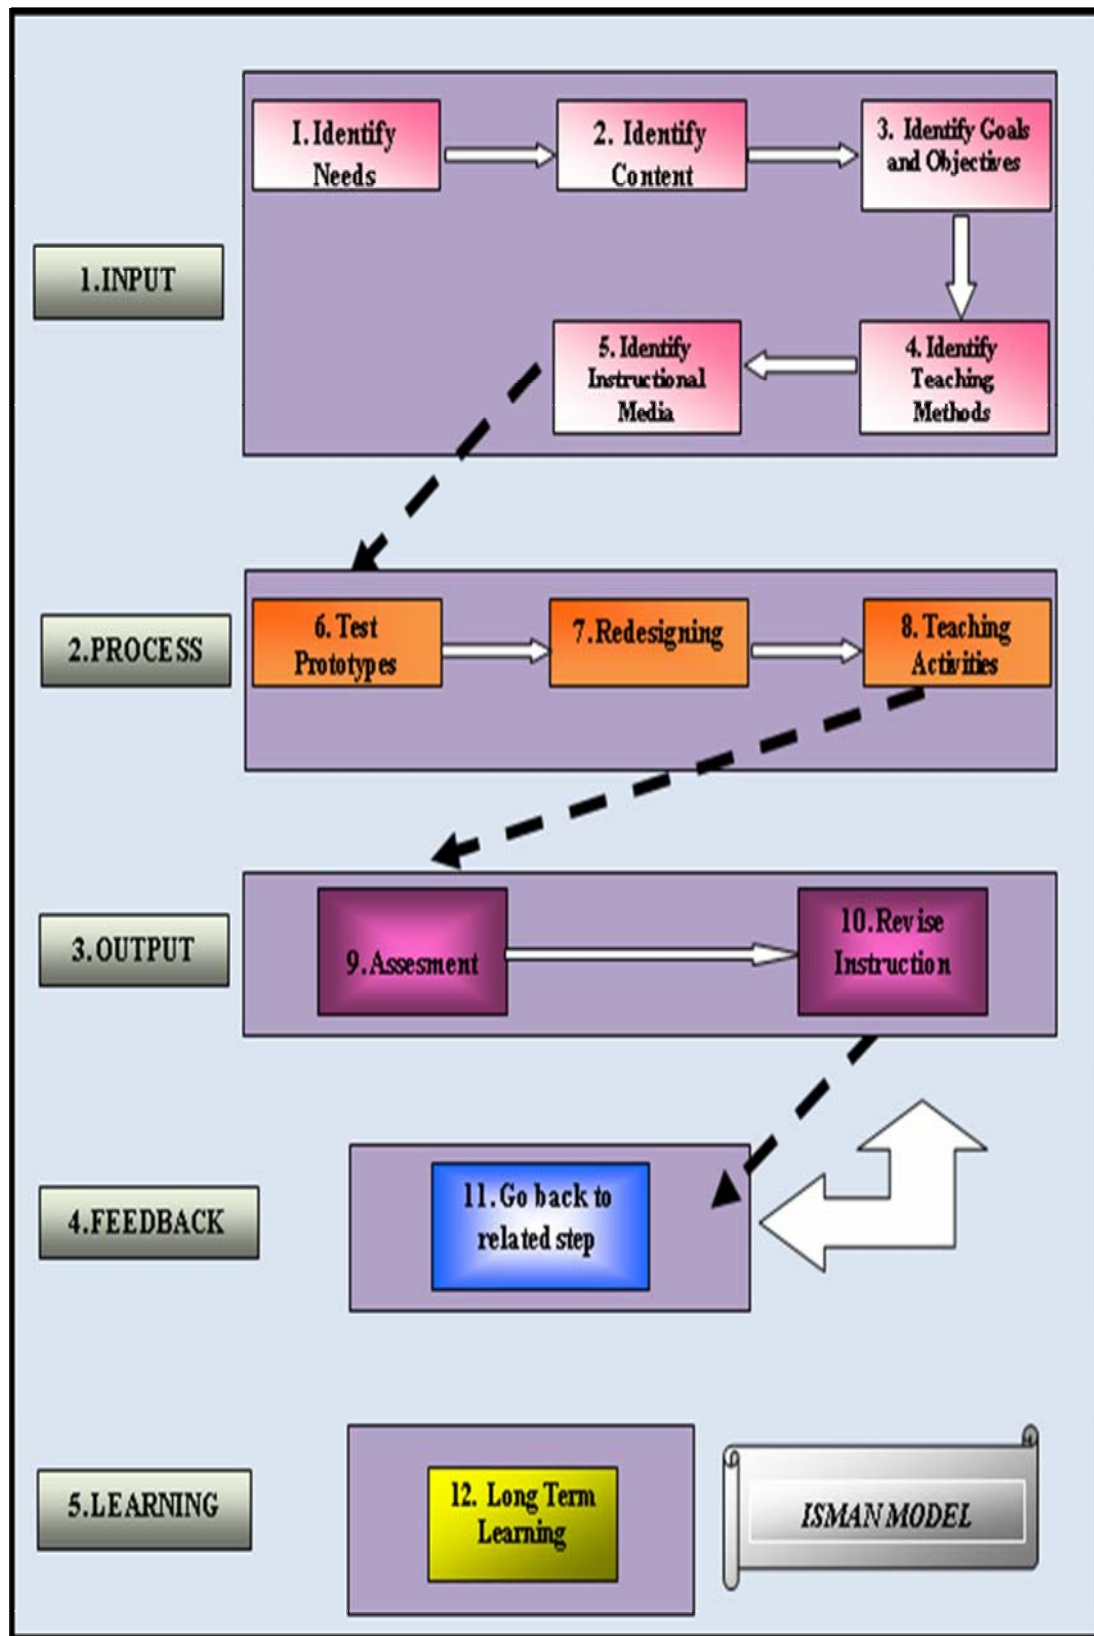 1. Identify
Needs
2. Identify
Content
3. Identify Goals
and Objectives
1.INPUT
5. Identify
Instructional
Media
4. Identify
Teaching
Methods
2.PROCESS
6. Test
Prototypes
7.Redesigning
8. Teaching
Activities
3.OUTPUT
9. Assesment
10.Revise
Instruction
4.FEEDBACK
11. Go back to
related step
5.LEARNING
12. Long Term
Learning
ISMAN MODEL